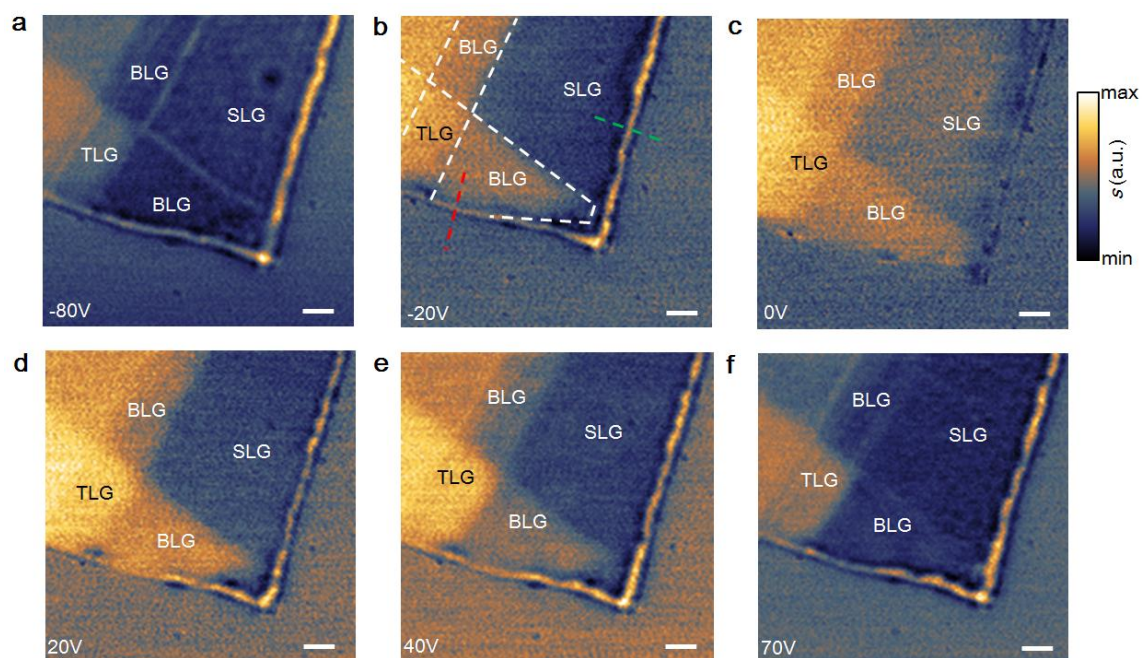 a
BLG
SLG
TLG
BLG
-80V
b
BLG
SLG
TLG
BLG
-20V
c
BLG
SLG
TLG
BLG
0V
max
s (a.u.)
min
d
BLG
SLG
TLG
BLG
20V
e
BLG
SLG
TLG
BLG
40V
f
BLG
SLG
TLG
BLG
70V